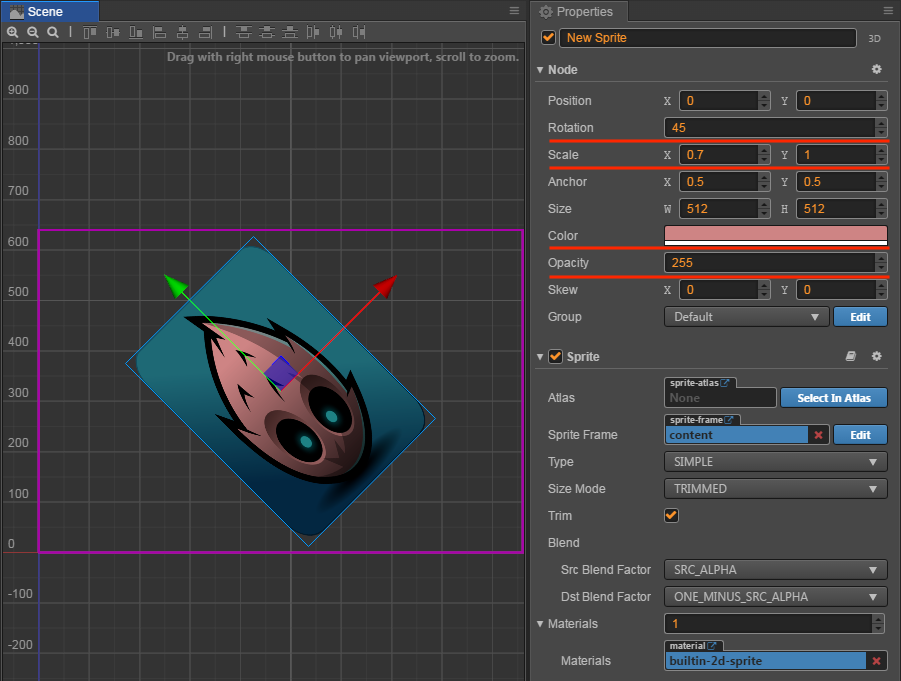 Scene
Drag with right mouse button to pan viewport, scroll to zoom.
900
800
700
600
500
400
300
200
100
0
-100
-200
Properties
New Sprite 3D
Node
Position X 0 Y 0
Rotation 45
Scale X 0.7 Y 1
Anchor X 0.5 Y 0.5
Size W 512 H 512
Color
Opacity 255
Skew X 0 Y 0
Group Default Edit
Sprite
sprite-atlas
Atlas None Select In Atlas
sprite-frame
Sprite Frame content Edit
Type SIMPLE
Size Mode TRIMMED
Trim
Blend
Src Blend Factor SRC_ALPHA
Dst Blend Factor ONE_MINUS_SRC_ALPHA
Materials 1
material
Materials builtin-2d-sprite